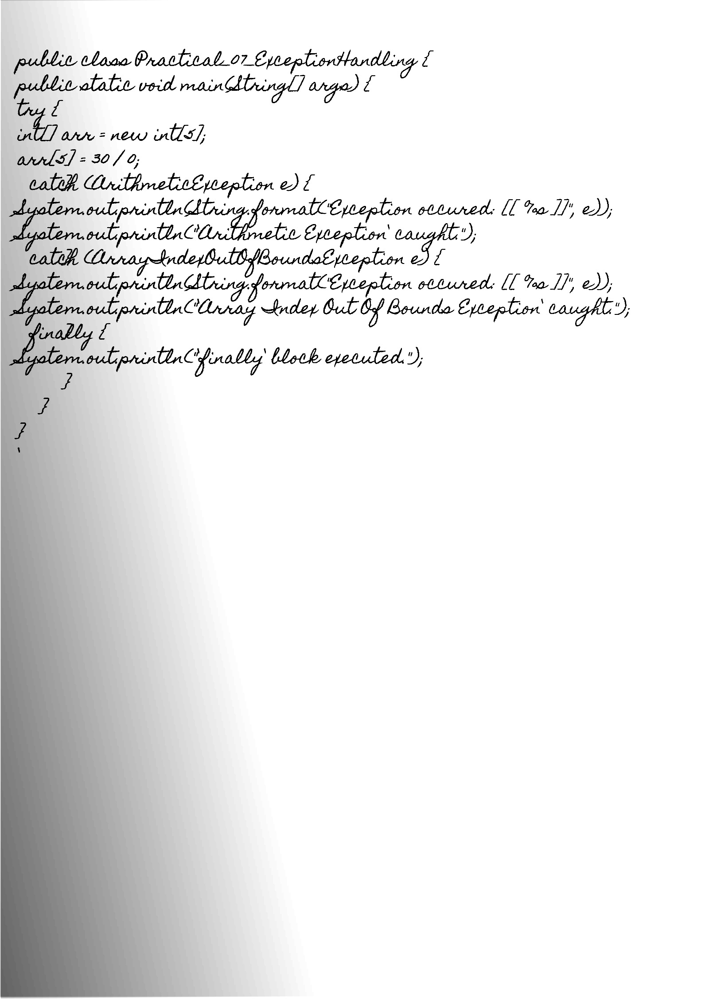 public class Practical_07_ExceptionHandling {
public static void main(String[] args) {
try {
int[] arr = new int[5];
arr[5] = 30 / 0;
} catch (ArithmeticException e) {
System.out.println(String.format("Exception occured: [[ %s ]]", e));
System.out.println("`Arithmetic Exception` caught.");
} catch (ArrayIndexOutOfBoundsException e) {
System.out.println(String.format("Exception occured: [[ %s ]]", e));
System.out.println("`Array Index Out Of Bounds Exception` caught.");
} finally {
System.out.println("`finally` block executed.");
}
}
}
`